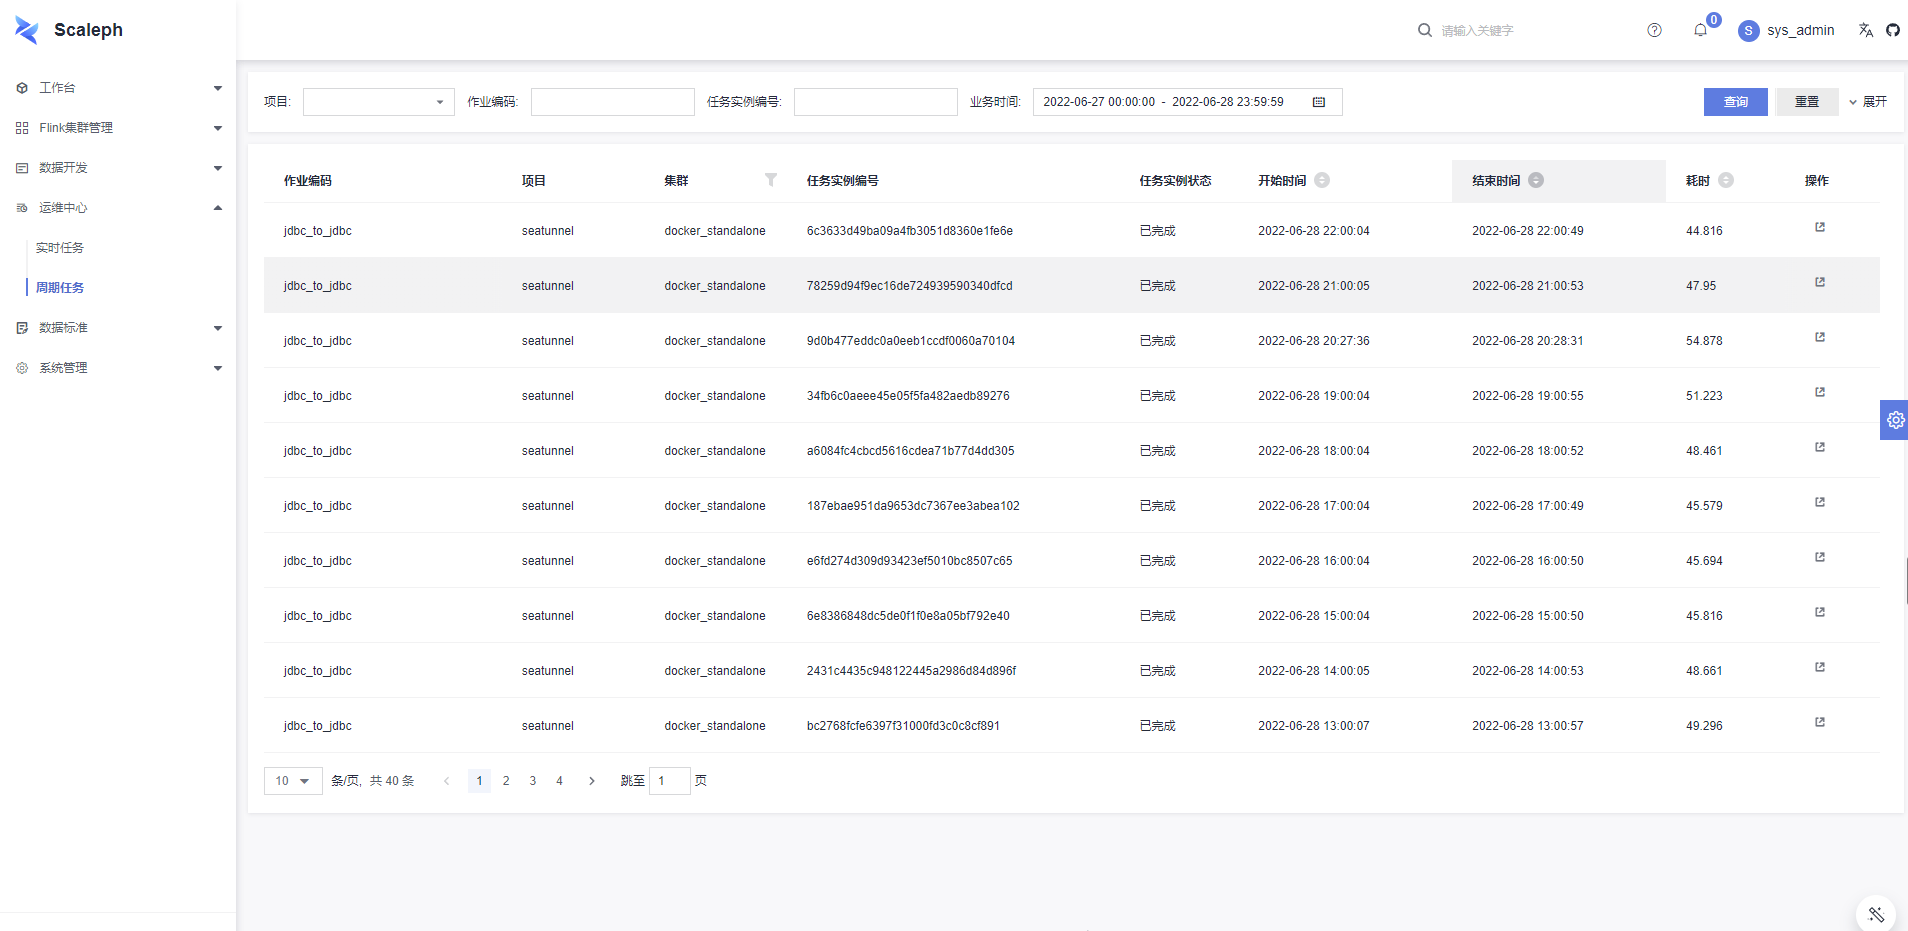 Scaleph
请输入关键字
0
S sys_admin
工作台
Flink集群管理
数据开发
运维中心
实时任务
周期任务
数据标准
系统管理
项目: 作业编码: 任务实例编号: 业务时间: 2022-06-27 00:00:00 - 2022-06-28 23:59:59 查询 重置 展开
作业编码 项目 集群 任务实例编号 任务实例状态 开始时间 结束时间 耗时 操作
jdbc_to_jdbc seatunnel docker_standalone 6c3633d49ba09a4fb3051d8360e1fe6e 已完成 2022-06-28 22:00:04 2022-06-28 22:00:49 44.816
jdbc_to_jdbc seatunnel docker_standalone 78259d94f9ec16de724939590340dfcd 已完成 2022-06-28 21:00:05 2022-06-28 21:00:53 47.95
jdbc_to_jdbc seatunnel docker_standalone 9d0b477eddc0a0eeb1ccdf0060a70104 已完成 2022-06-28 20:27:36 2022-06-28 20:28:31 54.878
jdbc_to_jdbc seatunnel docker_standalone 34fb6c0aeee45e05f5fa482aedb89276 已完成 2022-06-28 19:00:04 2022-06-28 19:00:55 51.223
jdbc_to_jdbc seatunnel docker_standalone a6084fc4cbcd5616cdea71b77d4dd305 已完成 2022-06-28 18:00:04 2022-06-28 18:00:52 48.461
jdbc_to_jdbc seatunnel docker_standalone 187ebae951da9653dc7367ee3abea102 已完成 2022-06-28 17:00:04 2022-06-28 17:00:49 45.579
jdbc_to_jdbc seatunnel docker_standalone e6fd274d309d93423ef5010bc8507c65 已完成 2022-06-28 16:00:04 2022-06-28 16:00:50 45.694
jdbc_to_jdbc seatunnel docker_standalone 6e8386848dc5de0f1f0e8a05bf792e40 已完成 2022-06-28 15:00:04 2022-06-28 15:00:50 45.816
jdbc_to_jdbc seatunnel docker_standalone 2431c4435c948122445a2986d84d896f 已完成 2022-06-28 14:00:05 2022-06-28 14:00:53 48.661
jdbc_to_jdbc seatunnel docker_standalone bc2768fcfe6397f31000fd3c0c8cf891 已完成 2022-06-28 13:00:07 2022-06-28 13:00:57 49.296
10 条/页, 共 40 条 1 2 3 4 跳至 1 页